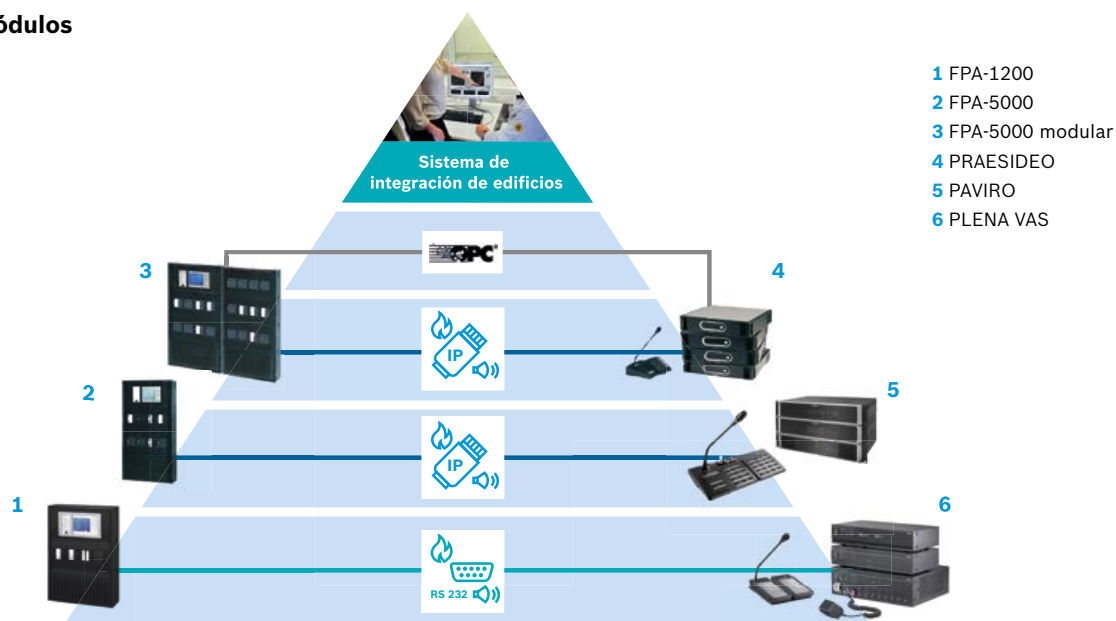 ódulos
Sistema de
integración de edificios
1 FPA-1200
2 FPA-5000
3 FPA-5000 modular
4 PRAESIDEO
5 PAVIRO
6 PLENA VAS
OPC
3
4
IP
2
5
IP
1
6
RS 232